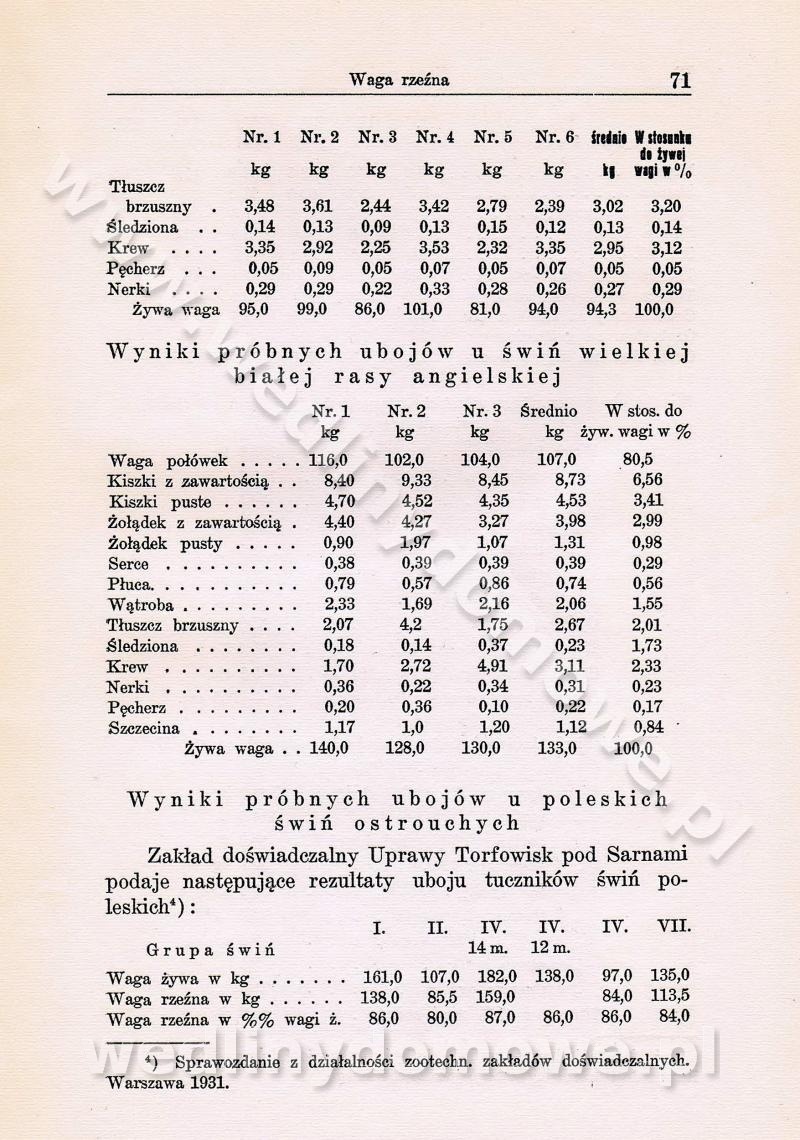 Waga rzeźna 71
Nr. 1 Nr. 2 Nr. 3 Nr. 4 Nr. 5 Nr. 6 średnio W stosunku
do żywej
kg kg kg kg kg kg kg wagi w %
Tłuszcz
brzuszny . 3,48 3,61 2,44 3,42 2,79 2,39 3,02 3,20
Śledziona . . 0,14 0,13 0,09 0,13 0,15 0,12 0,13 0,14
Krew . . . . 3,35 2,92 2,25 3,53 2,32 3,35 2,95 3,12
Pęcherz . . . 0,05 0,09 0,05 0,07 0,05 0,07 0,05 0,05
Nerki . . . . 0,29 0,29 0,22 0,33 0,28 0,26 0,27 0,29
Żywa waga 95,0 99,0 86,0 101,0 81,0 94,0 94,3 100,0
Wyniki próbnych ubojów u świń wielkiej
białej rasy angielskiej
Nr. 1 Nr. 2 Nr. 3 Średnio W stos. do
kg kg kg kg żyw. wagi w %
Waga połówek . . . . . 116,0 102,0 104,0 107,0 80,5
Kiszki z zawartością . . 8,40 9,33 8,45 8,73 6,56
Kiszki puste . . . . . . 4,70 4,52 4,35 4,53 3,41
Żołądek z zawartością . 4,40 4,27 3,27 3,98 2,99
Żołądek pusty . . . . . 0,90 1,97 1,07 1,31 0,98
Serce . . . . . . . . . . 0,38 0,39 0,39 0,39 0,29
Płuca. . . . . . . . . . . 0,79 0,57 0,86 0,74 0,56
Wątroba . . . . . . . . . 2,33 1,69 2,16 2,06 1,55
Tłuszcz brzuszny . . . . 2,07 4,2 1,75 2,67 2,01
Śledziona . . . . . . . . 0,18 0,14 0,37 0,23 1,73
Krew . . . . . . . . . . 1,70 2,72 4,91 3,11 2,33
Nerki . . . . . . . . . . 0,36 0,22 0,34 0,31 0,23
Pęcherz . . . . . . . . . 0,20 0,36 0,10 0,22 0,17
Szczecina . . . . . . . . 1,17 1,0 1,20 1,12 0,84
Żywa waga . . 140,0 128,0 130,0 133,0 100,0
Wyniki próbnych ubojów u poleskich
świń ostrouchych
Zakład doświadczalny Uprawy Torfowisk pod Sarnami
podaje następujące rezultaty uboju tuczników świń po-
leskich⁴) :
I. II. IV. IV. IV. VII.
Grupa świń 14 m. 12 m.
Waga żywa w kg . . . . . . . 161,0 107,0 182,0 138,0 97,0 135,0
Waga rzeźna w kg . . . . . . 138,0 85,5 159,0 84,0 113,5
Waga rzeźna w %% wagi ż. 86,0 80,0 87,0 86,0 86,0 84,0
⁴) Sprawozdanie z działalności zootechn. zakładów doświadczalnych.
Warszawa 1931.
www.wedlinydomowe.pl
wedlinydomowe.pl